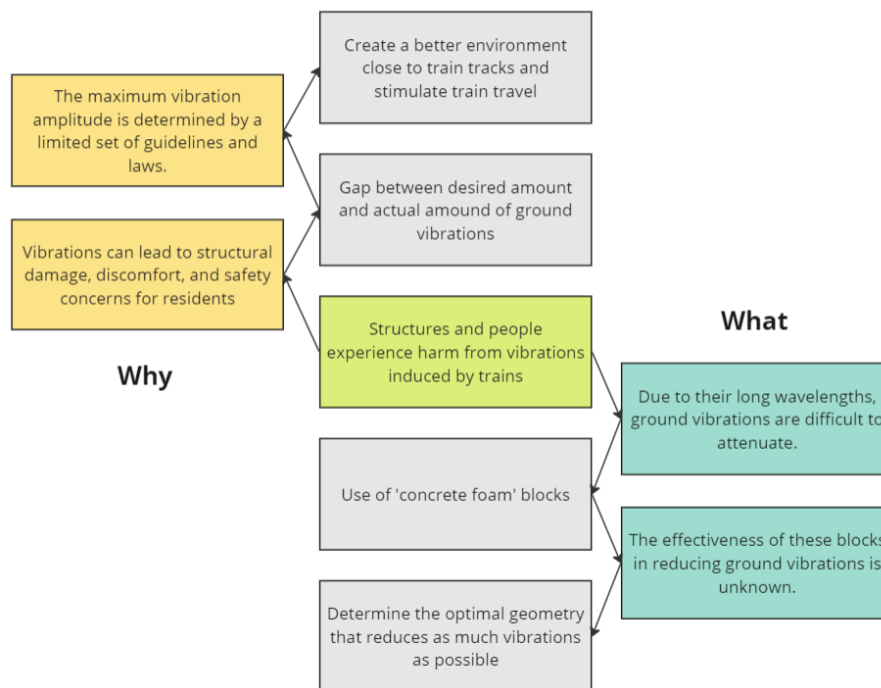 Create a better environment
close to train tracks and
stimulate train travel
The maximum vibration
amplitude is determined by a
limited set of guidelines and
laws.
Gap between desired amount
and actual amound of ground
vibrations
Vibrations can lead to structural
damage, discomfort, and safety
concerns for residents
Structures and people
experience harm from vibrations
induced by trains
Why
What
Due to their long wavelengths,
ground vibrations are difficult to
attenuate.
Use of 'concrete foam' blocks
The effectiveness of these blocks
in reducing ground vibrations is
unknown.
Determine the optimal geometry
that reduces as much vibrations
as possible